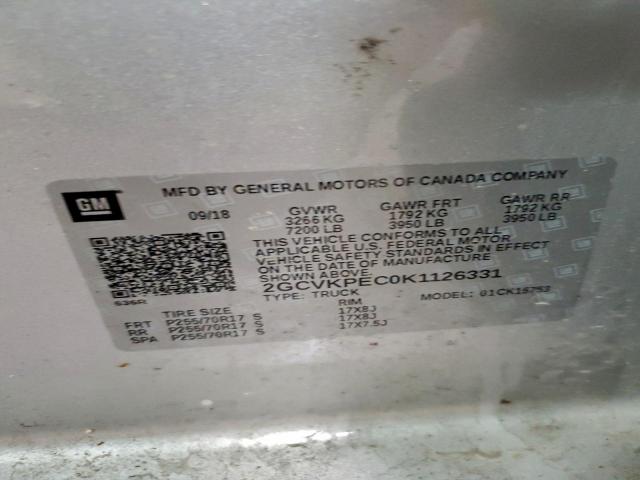 GM
MFD BY GENERAL MOTORS OF CANADA COMPANY
09/18 GVWR GAWR FRT GAWR RR
3266 KG 1792 KG 1792 KG
7200 LB 3950 LB 3950 LB
THIS VEHICLE CONFORMS TO ALL
APPLICABLE U.S. FEDERAL MOTOR
VEHICLE SAFETY STANDARDS IN EFFECT
ON THE DATE OF MANUFACTURE
SHOWN ABOVE.
2GCVKPEC0K1126331
TYPE: TRUCK MODEL: 01CK15753
TIRE SIZE RIM
FRT P255/70R17 S 17X8J
RR P255/70R17 S 17X8J
SPA P255/70R17 S 17X7.5J